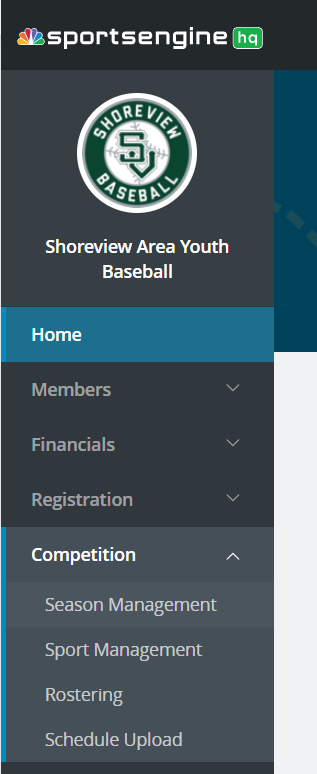 sportsengine hq
SHOREVIEW
SV
BASEBALL
Shoreview Area Youth
Baseball
Home
Members
Financials
Registration
Competition
Season Management
Sport Management
Rostering
Schedule Upload